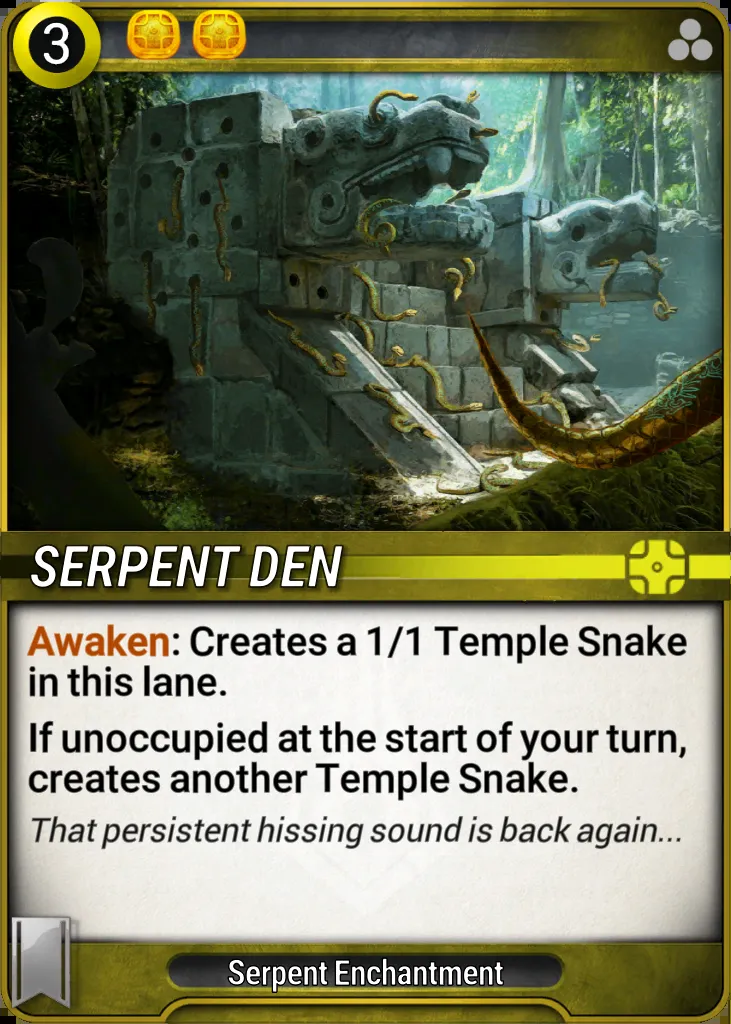 3
SERPENT DEN
Awaken: Creates a 1/1 Temple Snake
in this lane.
If unoccupied at the start of your turn,
creates another Temple Snake.
That persistent hissing sound is back again...
Serpent Enchantment